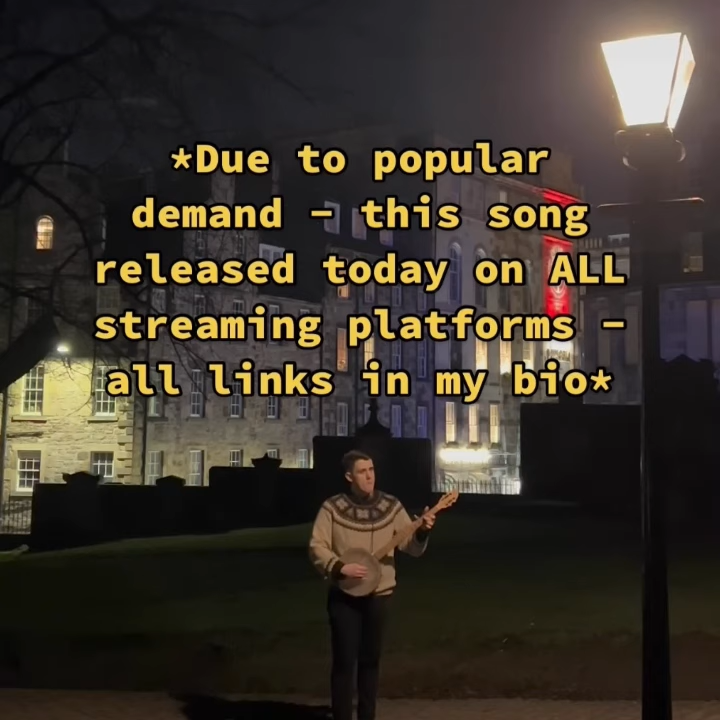 *Due to popular
demand - this song
released today on ALL
streaming platforms -
all links in my bio*